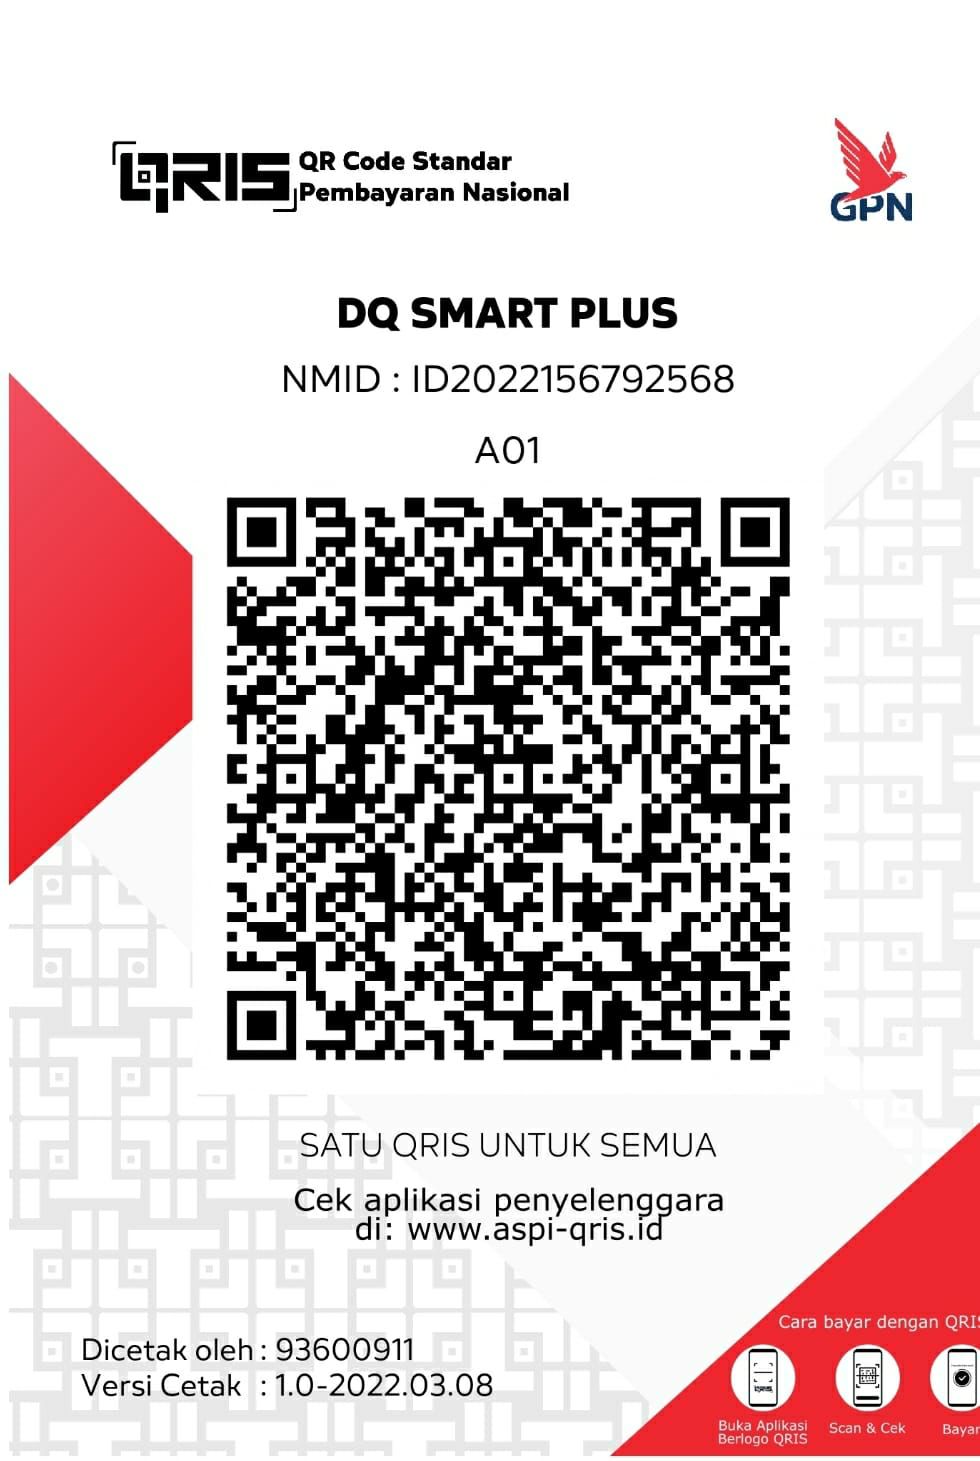 QRIS
QR Code Standar
Pembayaran Nasional
GPN
DQ SMART PLUS
NMID : ID2022156792568
A01
SATU QRIS UNTUK SEMUA
Cek aplikasi penyelenggara
di: www.aspi-qris.id
Dicetak oleh : 93600911
Versi Cetak : 1.0-2022.03.08
Cara bayar dengan QRIS
Buka Aplikasi
Berlogo QRIS
Scan & Cek
Bayar